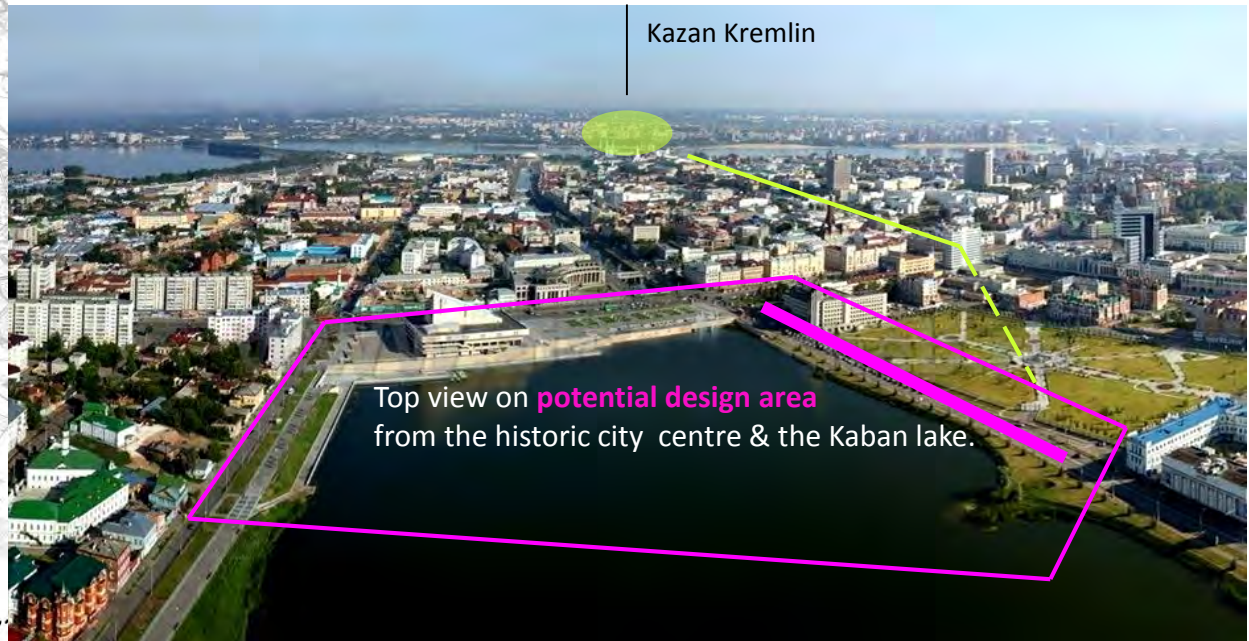 Kazan Kremlin
Top view on potential design area
from the historic city centre & the Kaban lake.